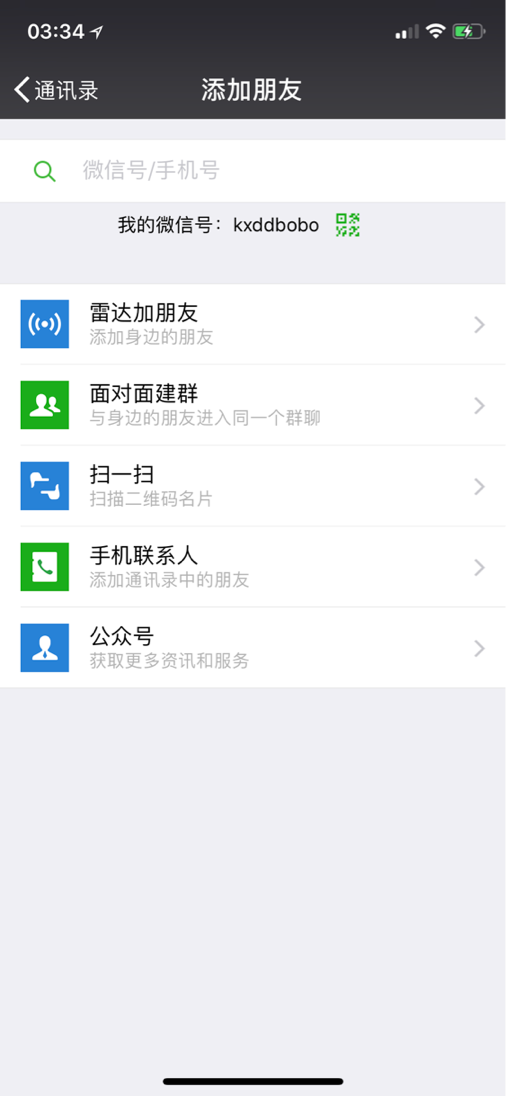 03:34
通讯录
添加朋友
微信号/手机号
我的微信号：kxddbobo
雷达加朋友
添加身边的朋友
面对面建群
与身边的朋友进入同一个群聊
扫一扫
扫描二维码名片
手机联系人
添加通讯录中的朋友
公众号
获取更多资讯和服务